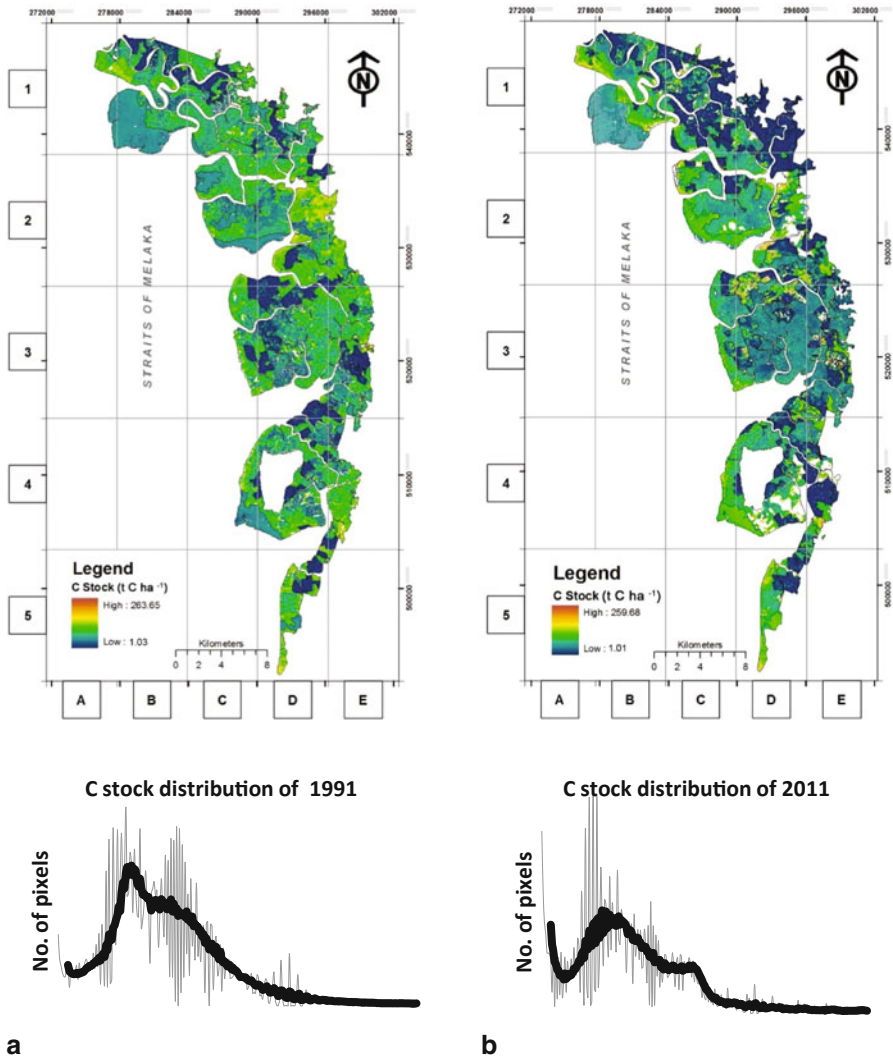 272000 278000 284000 290000 296000 302000
N
1
540000
2
530000
STRAITS OF MELAKA
3
520000
4
510000
Legend
C Stock (t C ha -1)
High : 263.65
Low : 1.03
500000
5
Kilometers
0 2 4 8
A B C D E
272000 278000 284000 290000 296000 302000
N
1
540000
2
530000
STRAITS OF MELAKA
3
520000
4
510000
Legend
C Stock (t C ha -1)
High : 259.68
Low : 1.01
500000
5
Kilometers
0 2 4 8
A B C D E
C stock distribution of 1991
No. of pixels
a
C stock distribution of 2011
No. of pixels
b